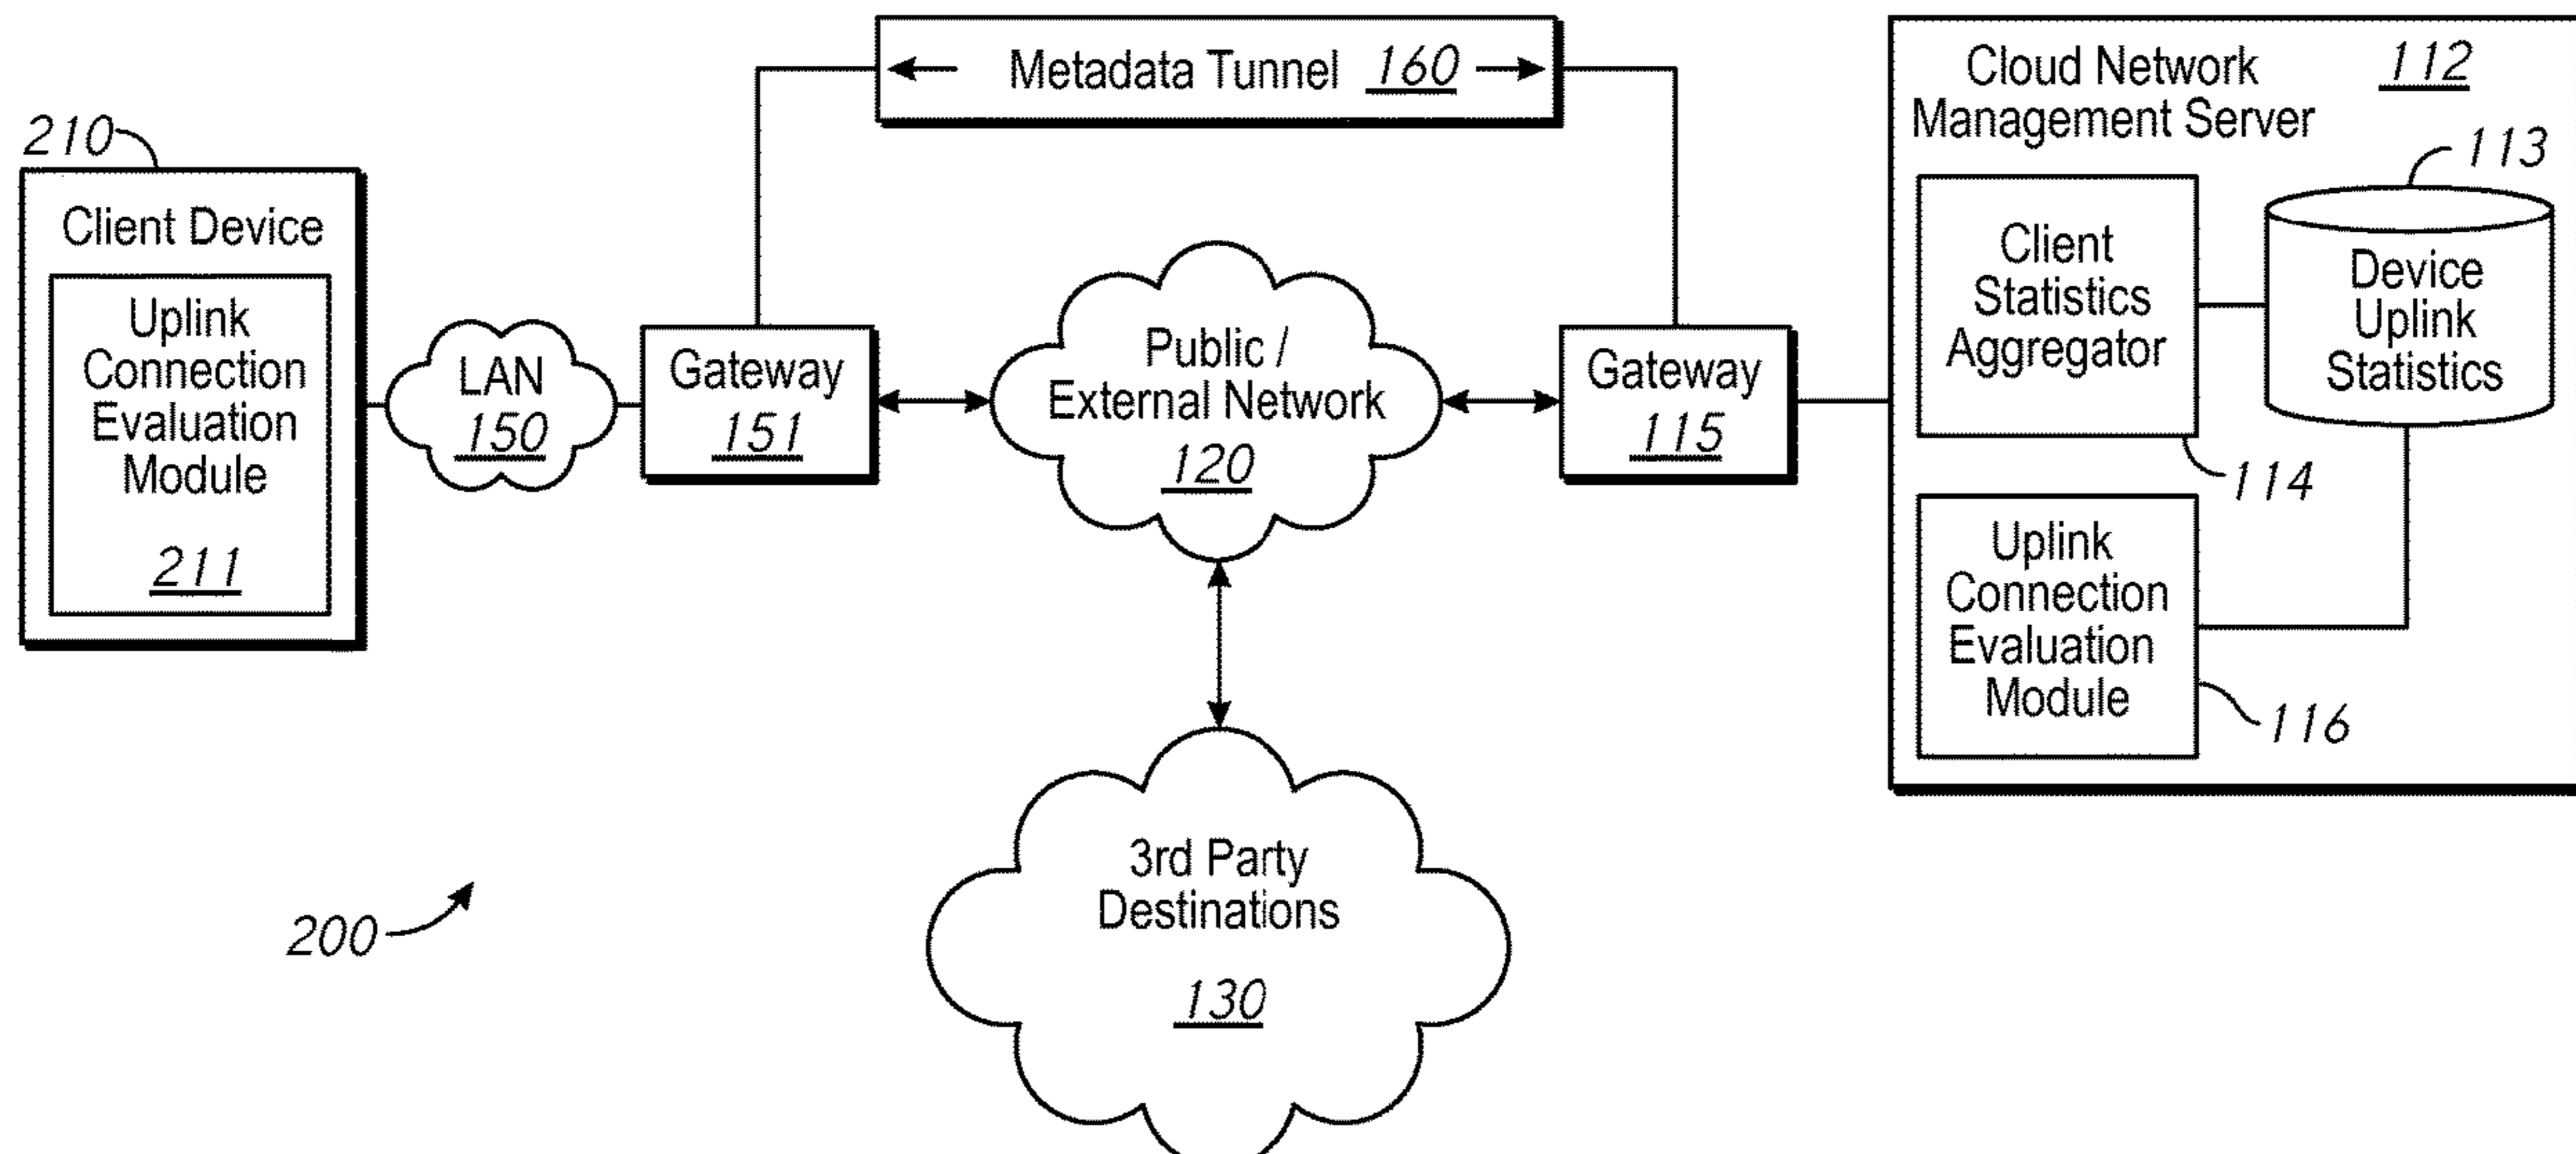 Metadata Tunnel 160
Cloud Network 112
Management Server
210
113
Client Device
Uplink
Connection
Evaluation
Module
211
LAN
150
Gateway
151
Public /
External Network
120
Gateway
115
Client
Statistics
Aggregator
Device
Uplink
Statistics
114
Uplink
Connection
Evaluation
Module
116
3rd Party
Destinations
130
200